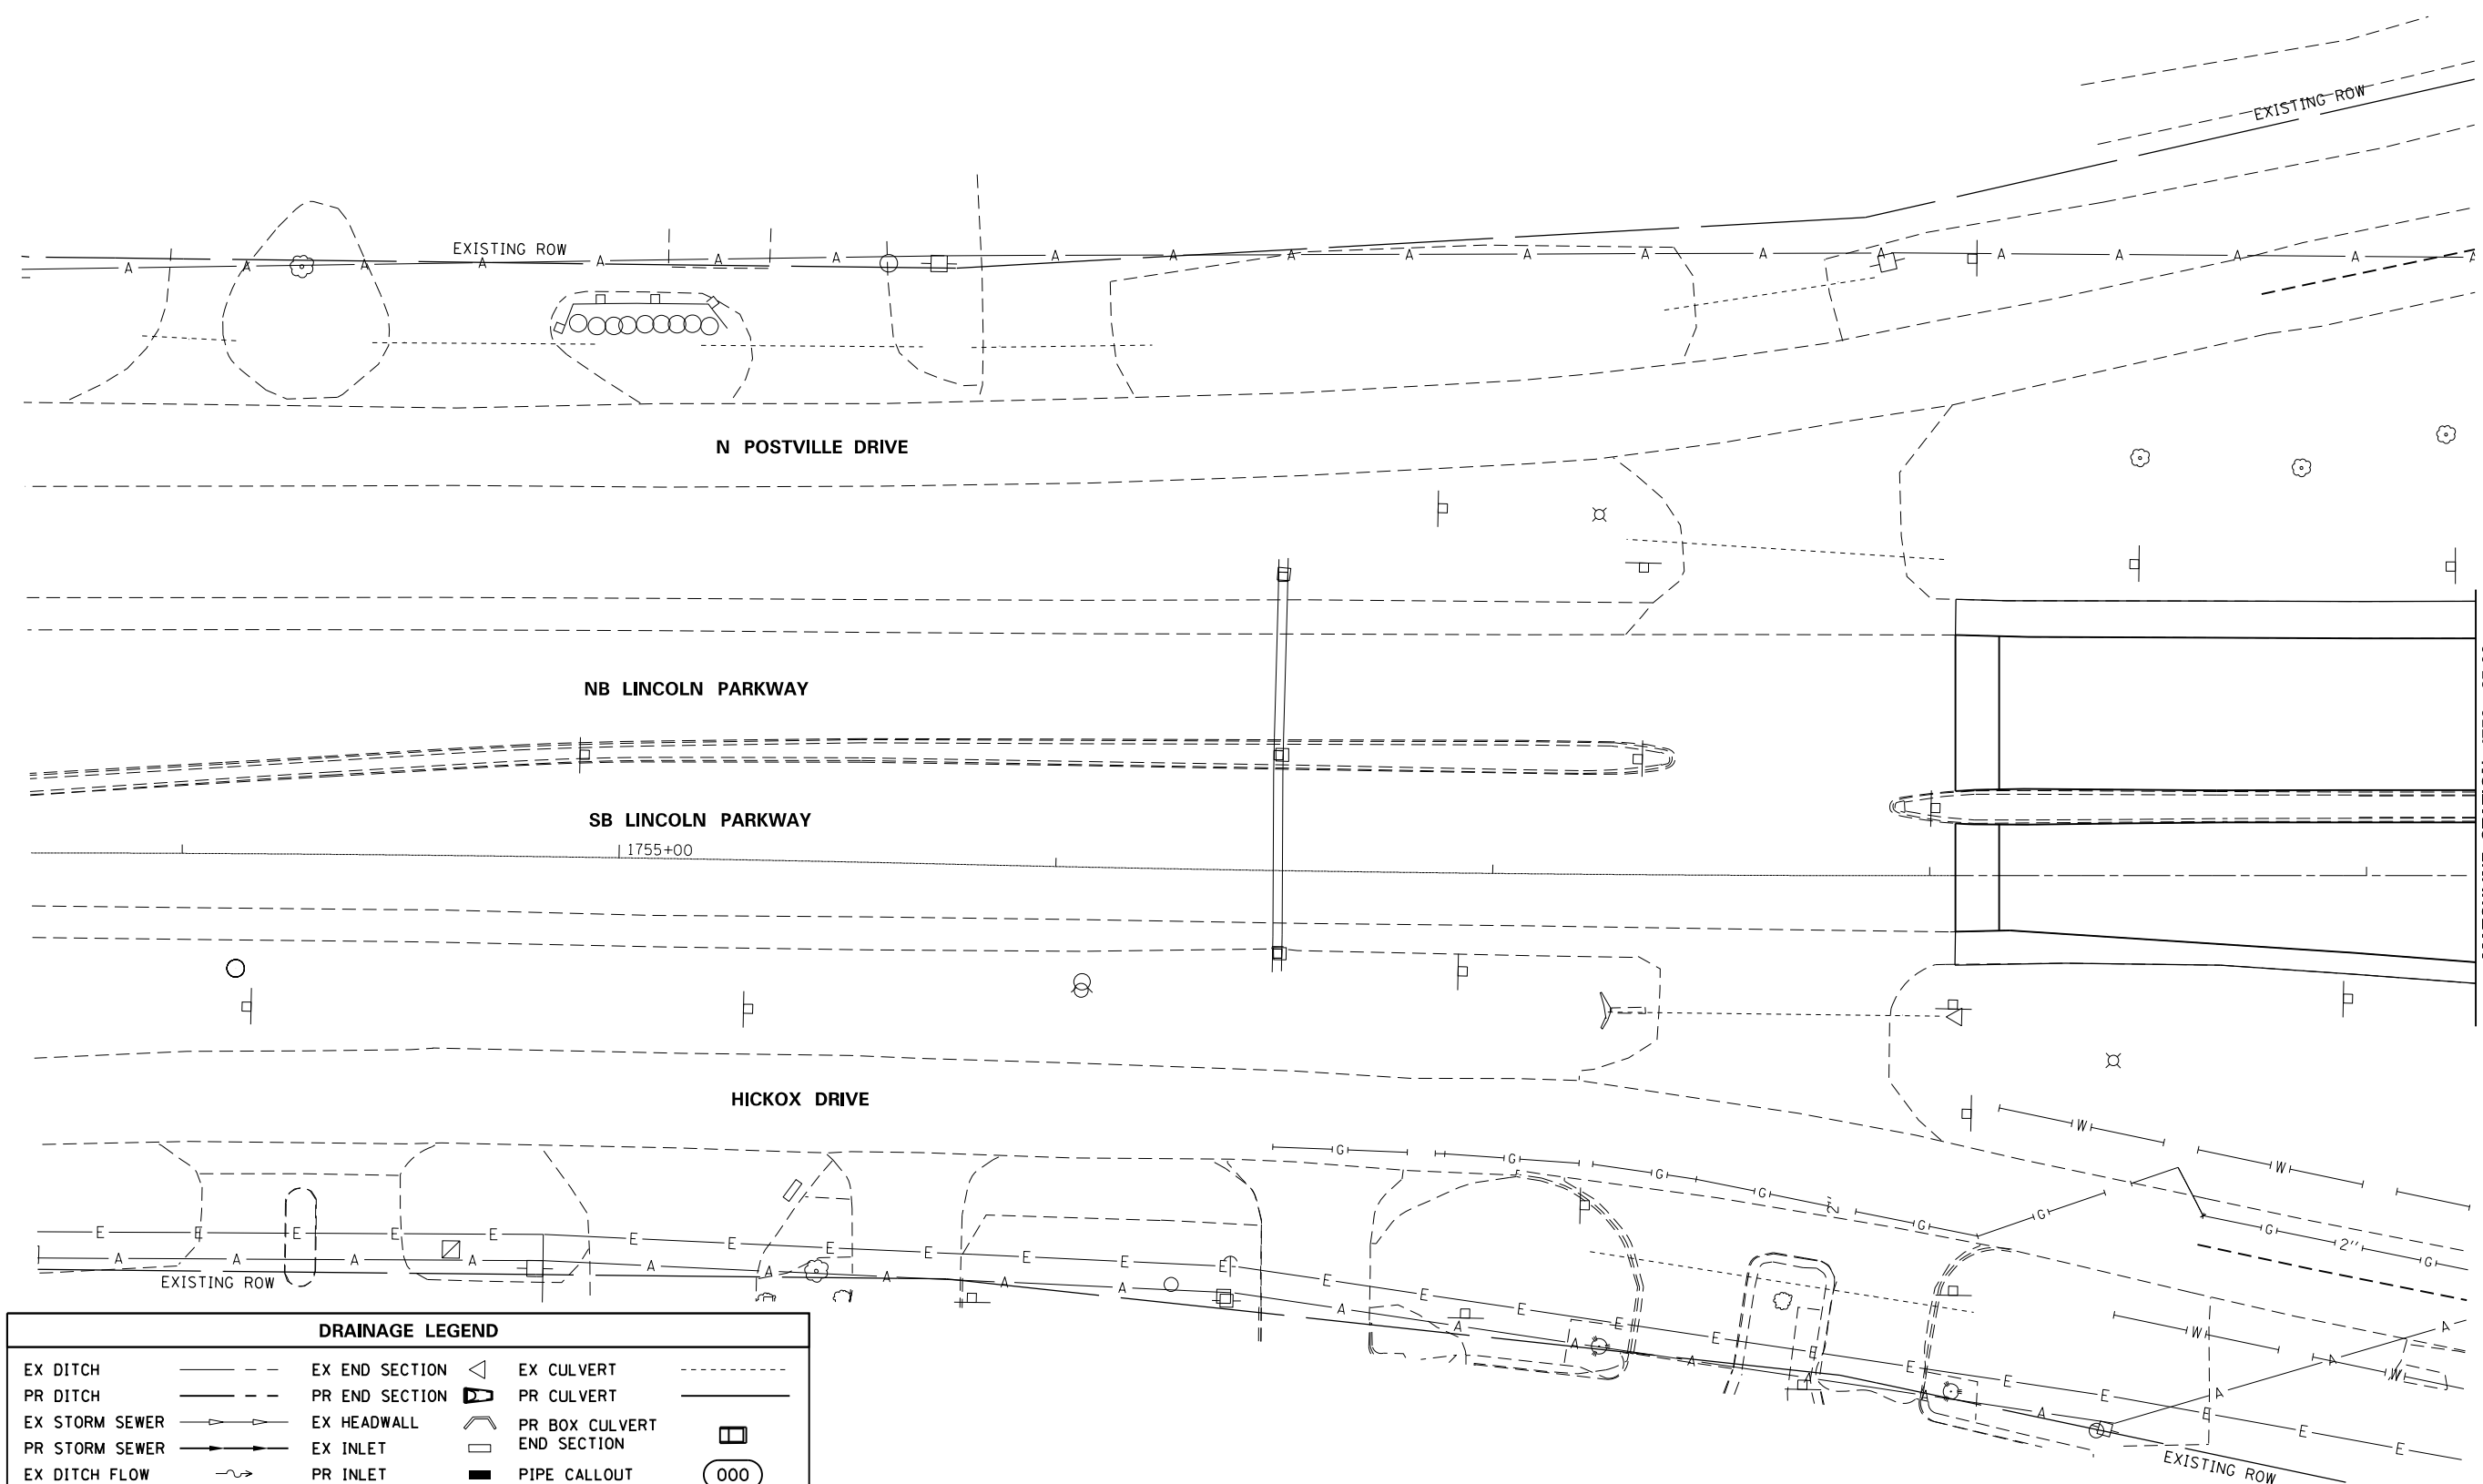 EXISTING ROW
EXISTING ROW
A A A A A A A A A A A A A A A A A A A A A
N POSTVILLE DRIVE
NB LINCOLN PARKWAY
SB LINCOLN PARKWAY
1755+00
HICKOX DRIVE
W W
G G G G G G
2"
G 2" G
E E E E E E E E E E E E E E E E E E E E E E E E
A A A A A A A A A A A A A A A A A A
W W
EXISTING ROW
EXISTING ROW
DRAINAGE LEGEND
EX DITCH EX END SECTION EX CULVERT
PR DITCH PR END SECTION PR CULVERT
EX STORM SEWER EX HEADWALL PR BOX CULVERT
END SECTION
PR STORM SEWER EX INLET
EX DITCH FLOW PR INLET PIPE CALLOUT 000